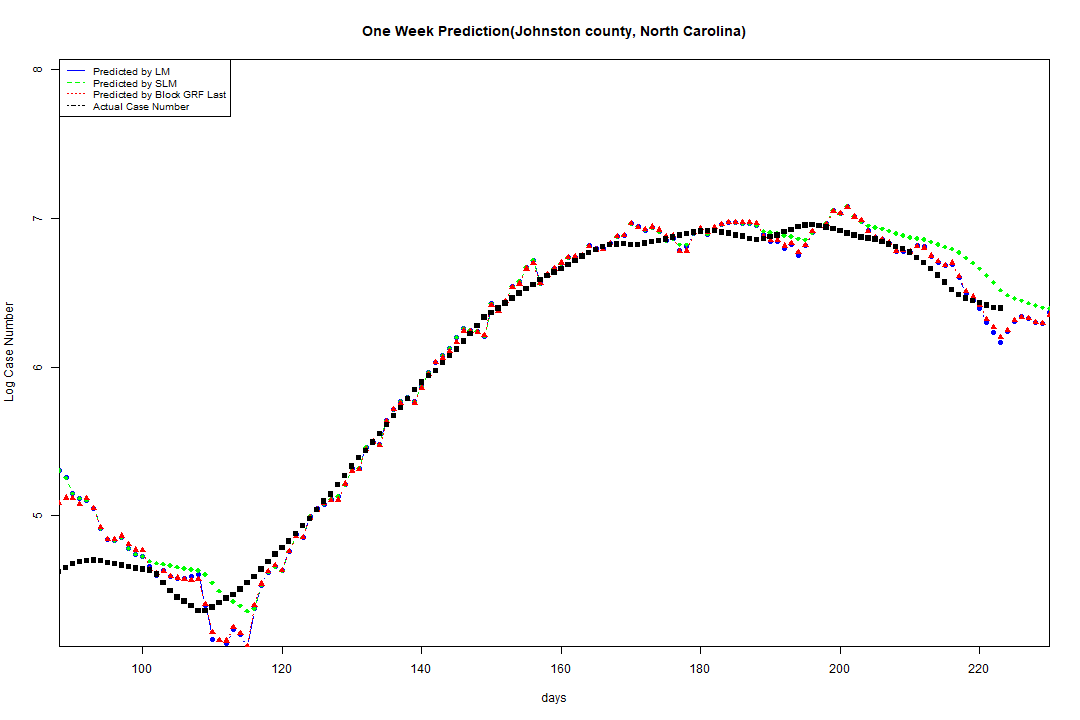 One Week Prediction(Johnston county, North Carolina)
Predicted by LM
Predicted by SLM
Predicted by Block GRF Last
Actual Case Number
8
7
6
5
Log Case Number
100 120 140 160 180 200 220
days